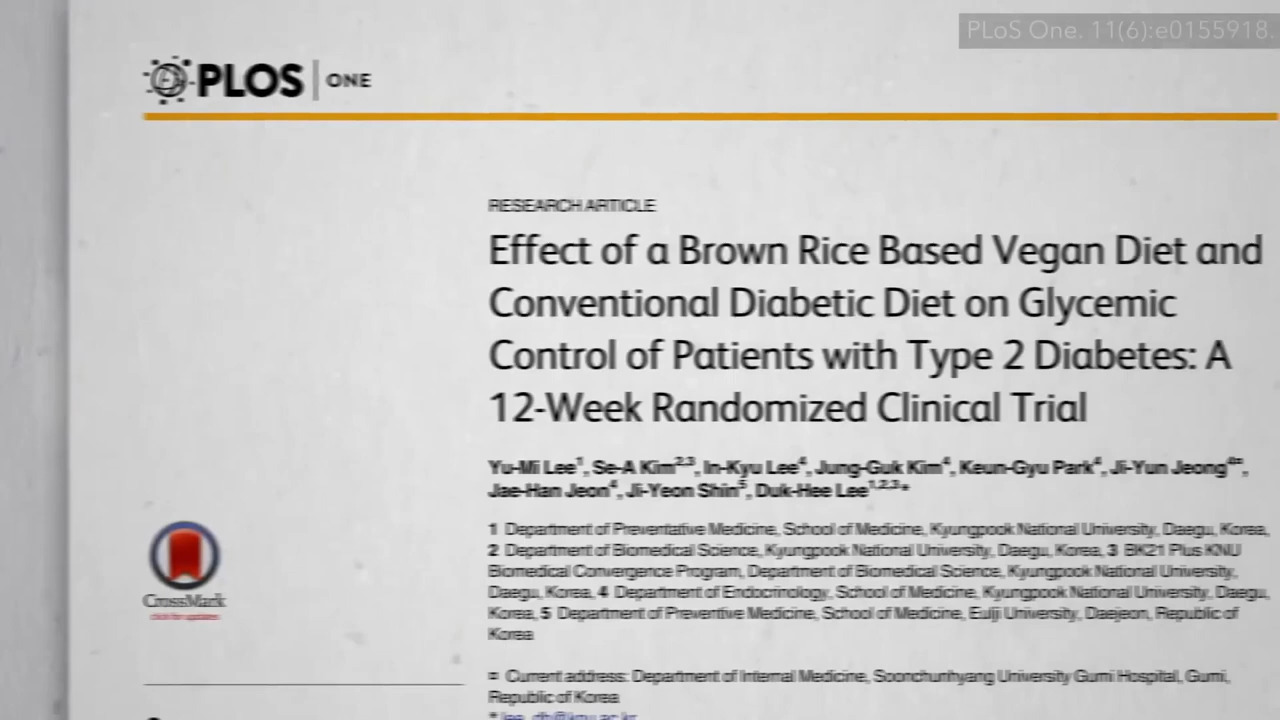 PLoS One. 11(6):e0155918.
PLOS ONE
RESEARCH ARTICLE
Effect of a Brown Rice Based Vegan Diet and
Conventional Diabetic Diet on Glycemic
Control of Patients with Type 2 Diabetes: A
12-Week Randomized Clinical Trial
Yu-Mi Lee1, Se-A Kim2,3, In-Kyu Lee4, Jung-Guk Kim4, Keun-Gyu Park4, Ji-Yun Jeong4¤,
Jae-Han Jeon4, Ji-Yeon Shin5, Duk-Hee Lee1,2,3*
1 Department of Preventative Medicine, School of Medicine, Kyungpook National University, Daegu, Korea,
2 Department of Biomedical Science, Kyungpook National University, Daegu, Korea, 3 BK21 Plus KNU
Biomedical Convergence Program, Department of Biomedical Science, Kyungpook National University,
Daegu, Korea, 4 Department of Endocrinology, School of Medicine, Kyungpook National University, Daegu,
Korea, 5 Department of Preventive Medicine, School of Medicine, Eulji University, Daejeon, Republic of
Korea
CrossMark
click for updates
¤ Current address: Department of Internal Medicine, Soonchunhyang University Gumi Hospital, Gumi,
Republic of Korea
* lee_dh@knu.ac.kr